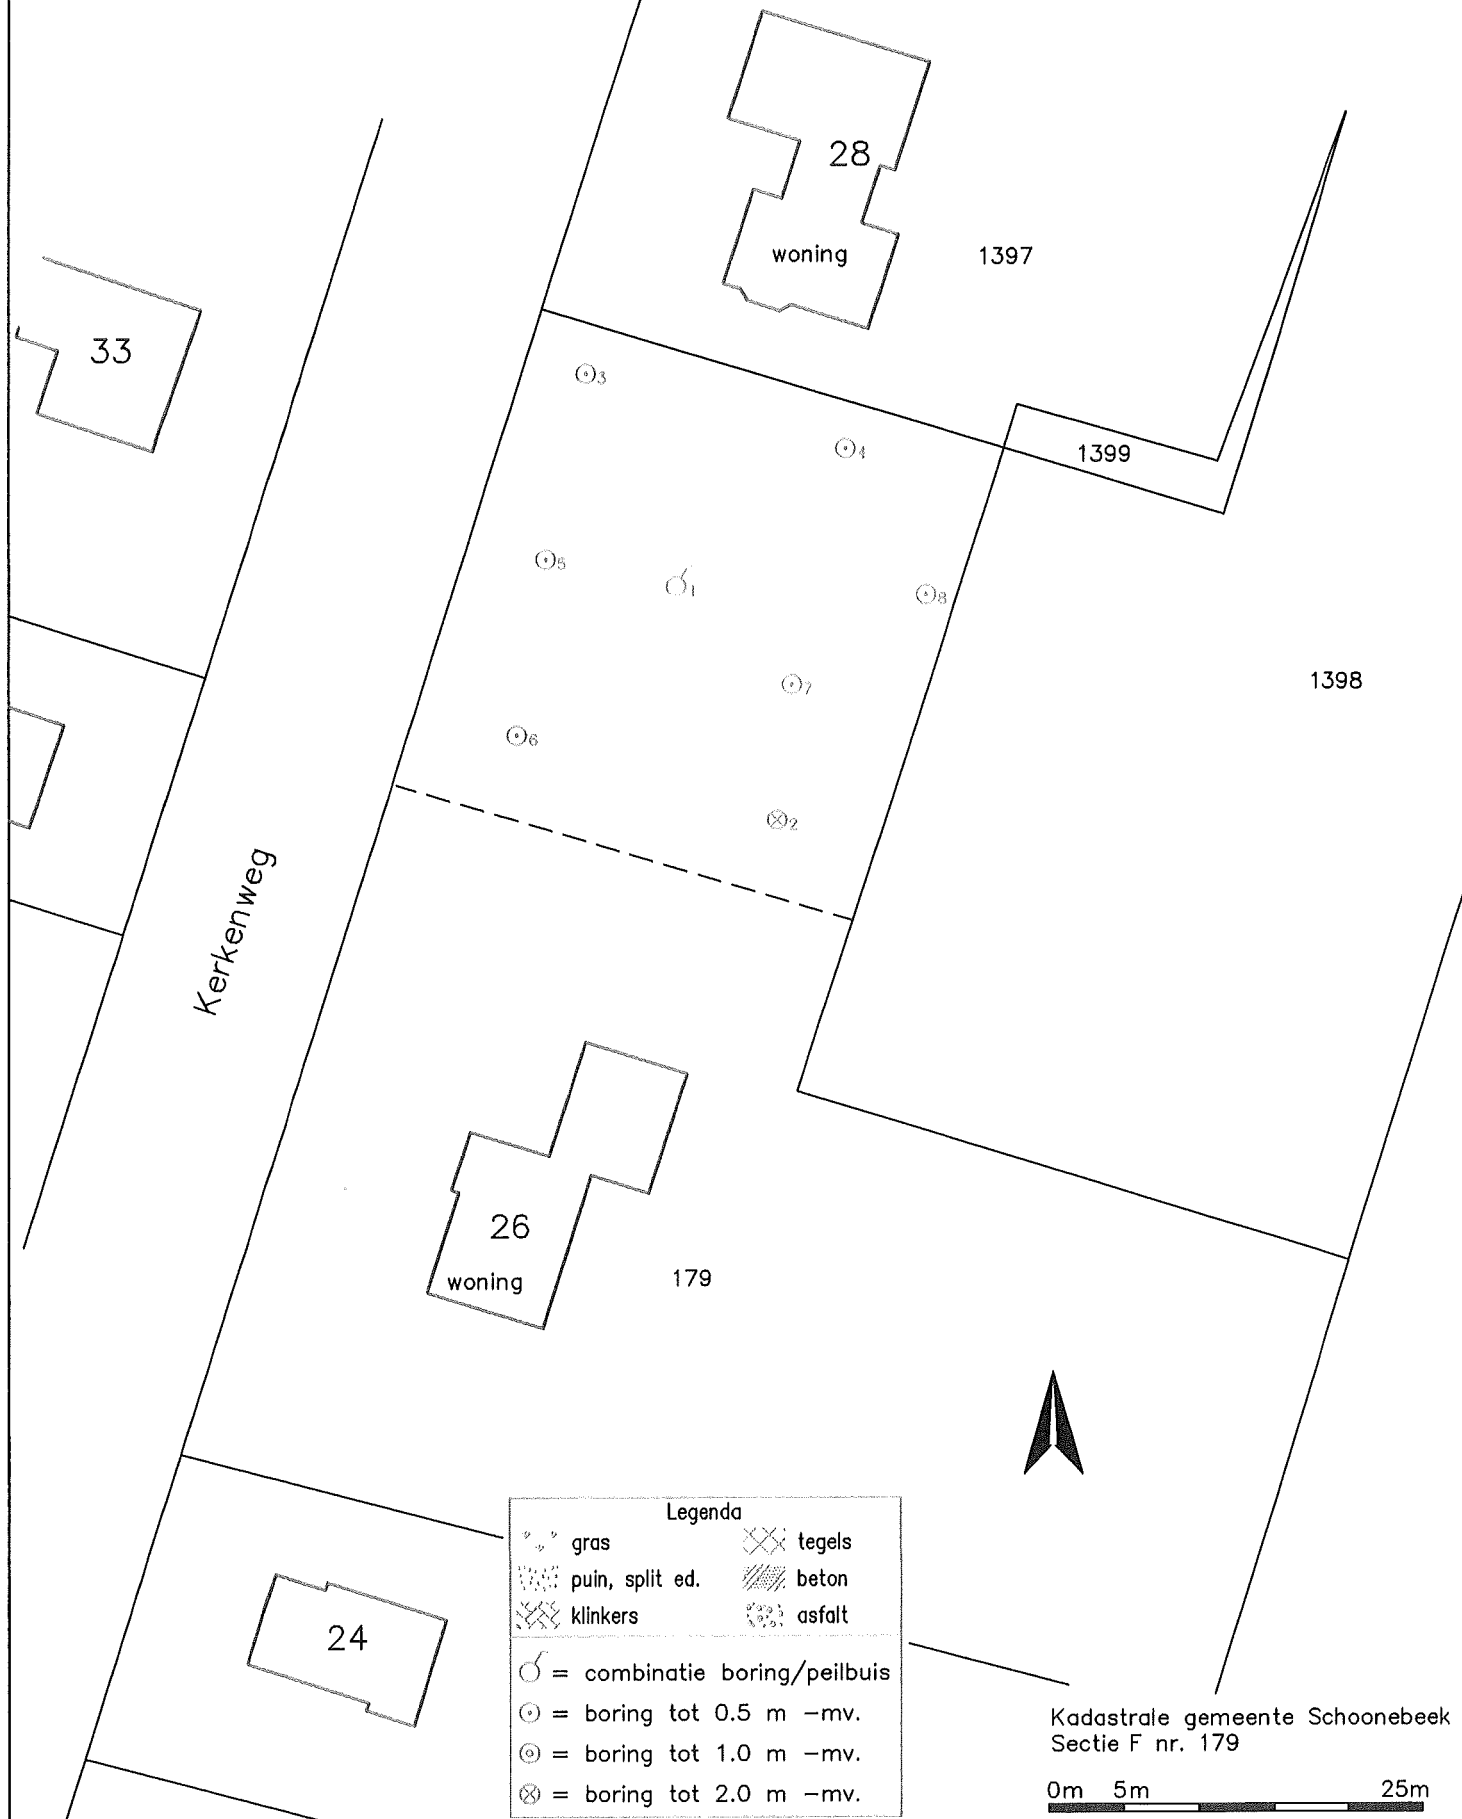 28
woning
1397
33
3
4
1399
5
1
8
1398
7
6
2
Kerkenweg
26
woning
179
24
Legenda
gras
tegels
puin, split ed.
beton
klinkers
asfalt
= combinatie boring/peilbuis
= boring tot 0.5 m -mv.
= boring tot 1.0 m -mv.
= boring tot 2.0 m -mv.
Kadastrale gemeente Schoonebeek
Sectie F nr. 179
0m 5m 25m